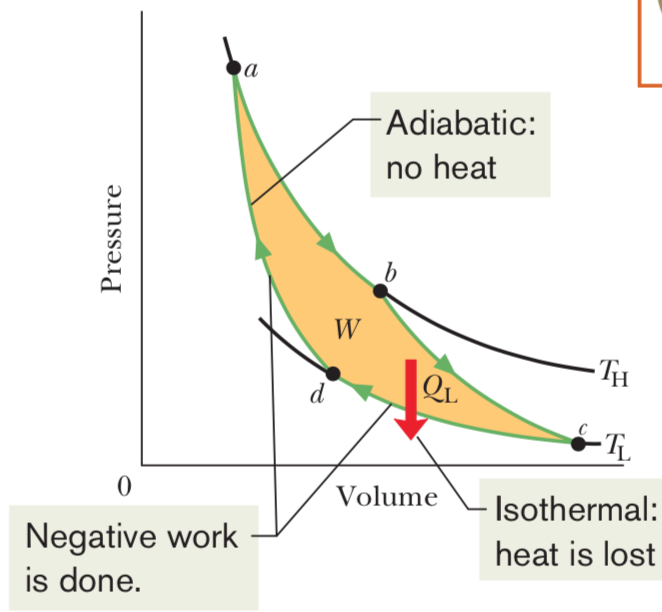 a
Adiabatic:
no heat
Pressure
b
W
T_H
d
Q_L
c
T_L
0
Volume
Negative work
is done.
Isothermal:
heat is lost